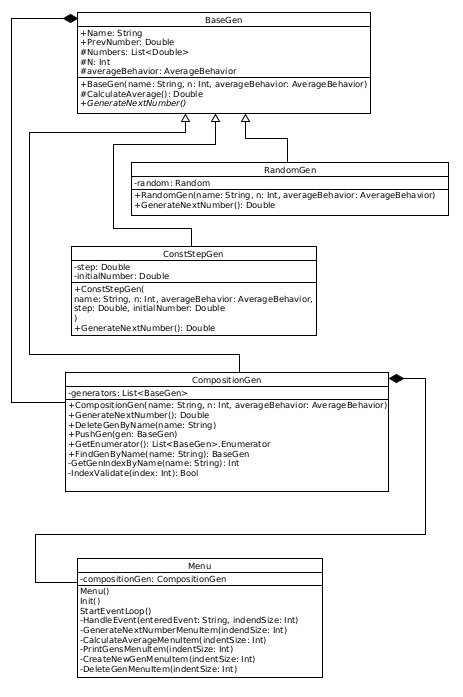 BaseGen
+Name: String
+PrevNumber: Double
#Numbers: List<Double>
#N: Int
#averageBehavior: AverageBehavior
+BaseGen(name: String, n: Int, averageBehavior: AverageBehavior)
#CalculateAverage(): Double
+GenerateNextNumber()
RandomGen
-random: Random
+RandomGen(name: String, n: Int, averageBehavior: AverageBehavior)
+GenerateNextNumber(): Double
ConstStepGen
-step: Double
-initialNumber: Double
+ConstStepGen(
name: String, n: Int, averageBehavior: AverageBehavior,
step: Double, initialNumber: Double
)
+GenerateNextNumber(): Double
CompositionGen
-generators: List<BaseGen>
+CompositionGen(name: String, n: Int, averageBehavior: AverageBehavior)
+GenerateNextNumber(): Double
+DeleteGenByName(name: String)
+PushGen(gen: BaseGen)
+GetEnumerator(): List<BaseGen>.Enumerator
+FindGenByName(name: String): BaseGen
-GetGenIndexByName(name: String): Int
-IndexValidate(index: Int): Bool
Menu
-compositionGen: CompositionGen
Menu()
Init()
StartEventLoop()
-HandleEvent(enteredEvent: String, indendSize: Int)
-GenerateNextNumberMenuItem(indentSize: Int)
-CalculateAverageMenuItem(indentSize: Int)
-PrintGensMenuItem(indentSize: Int)
-CreateNewGenMenuItem(indentSize: Int)
-DeleteGenMenuItem(indentSize: Int)